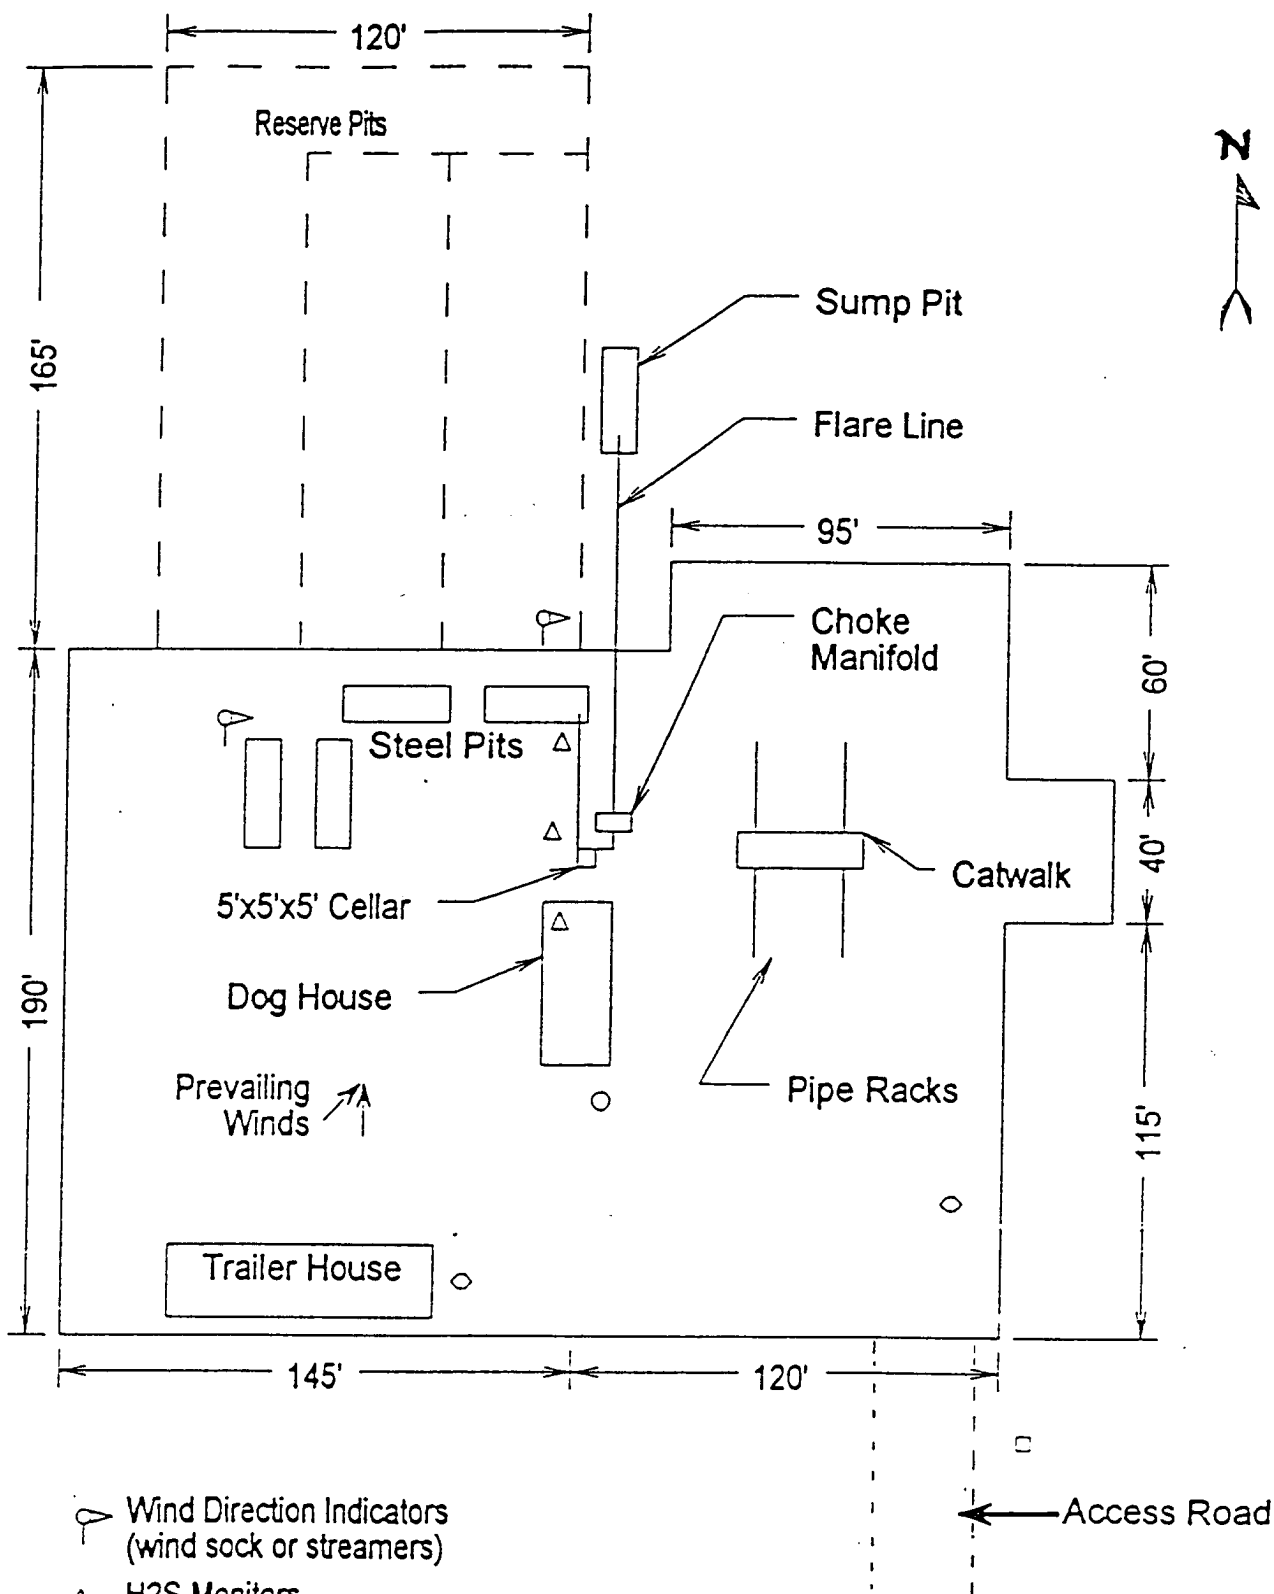 120'
Reserve Pits
N
Sump Pit
165'
Flare Line
95'
Choke
Manifold
60'
Steel Pits
40'
Catwalk
5'x5'x5' Cellar
190'
Dog House
Prevailing
Winds
Pipe Racks
115'
Trailer House
145'
120'
Wind Direction Indicators
(wind sock or streamers)
Access Road
H2S Monitors